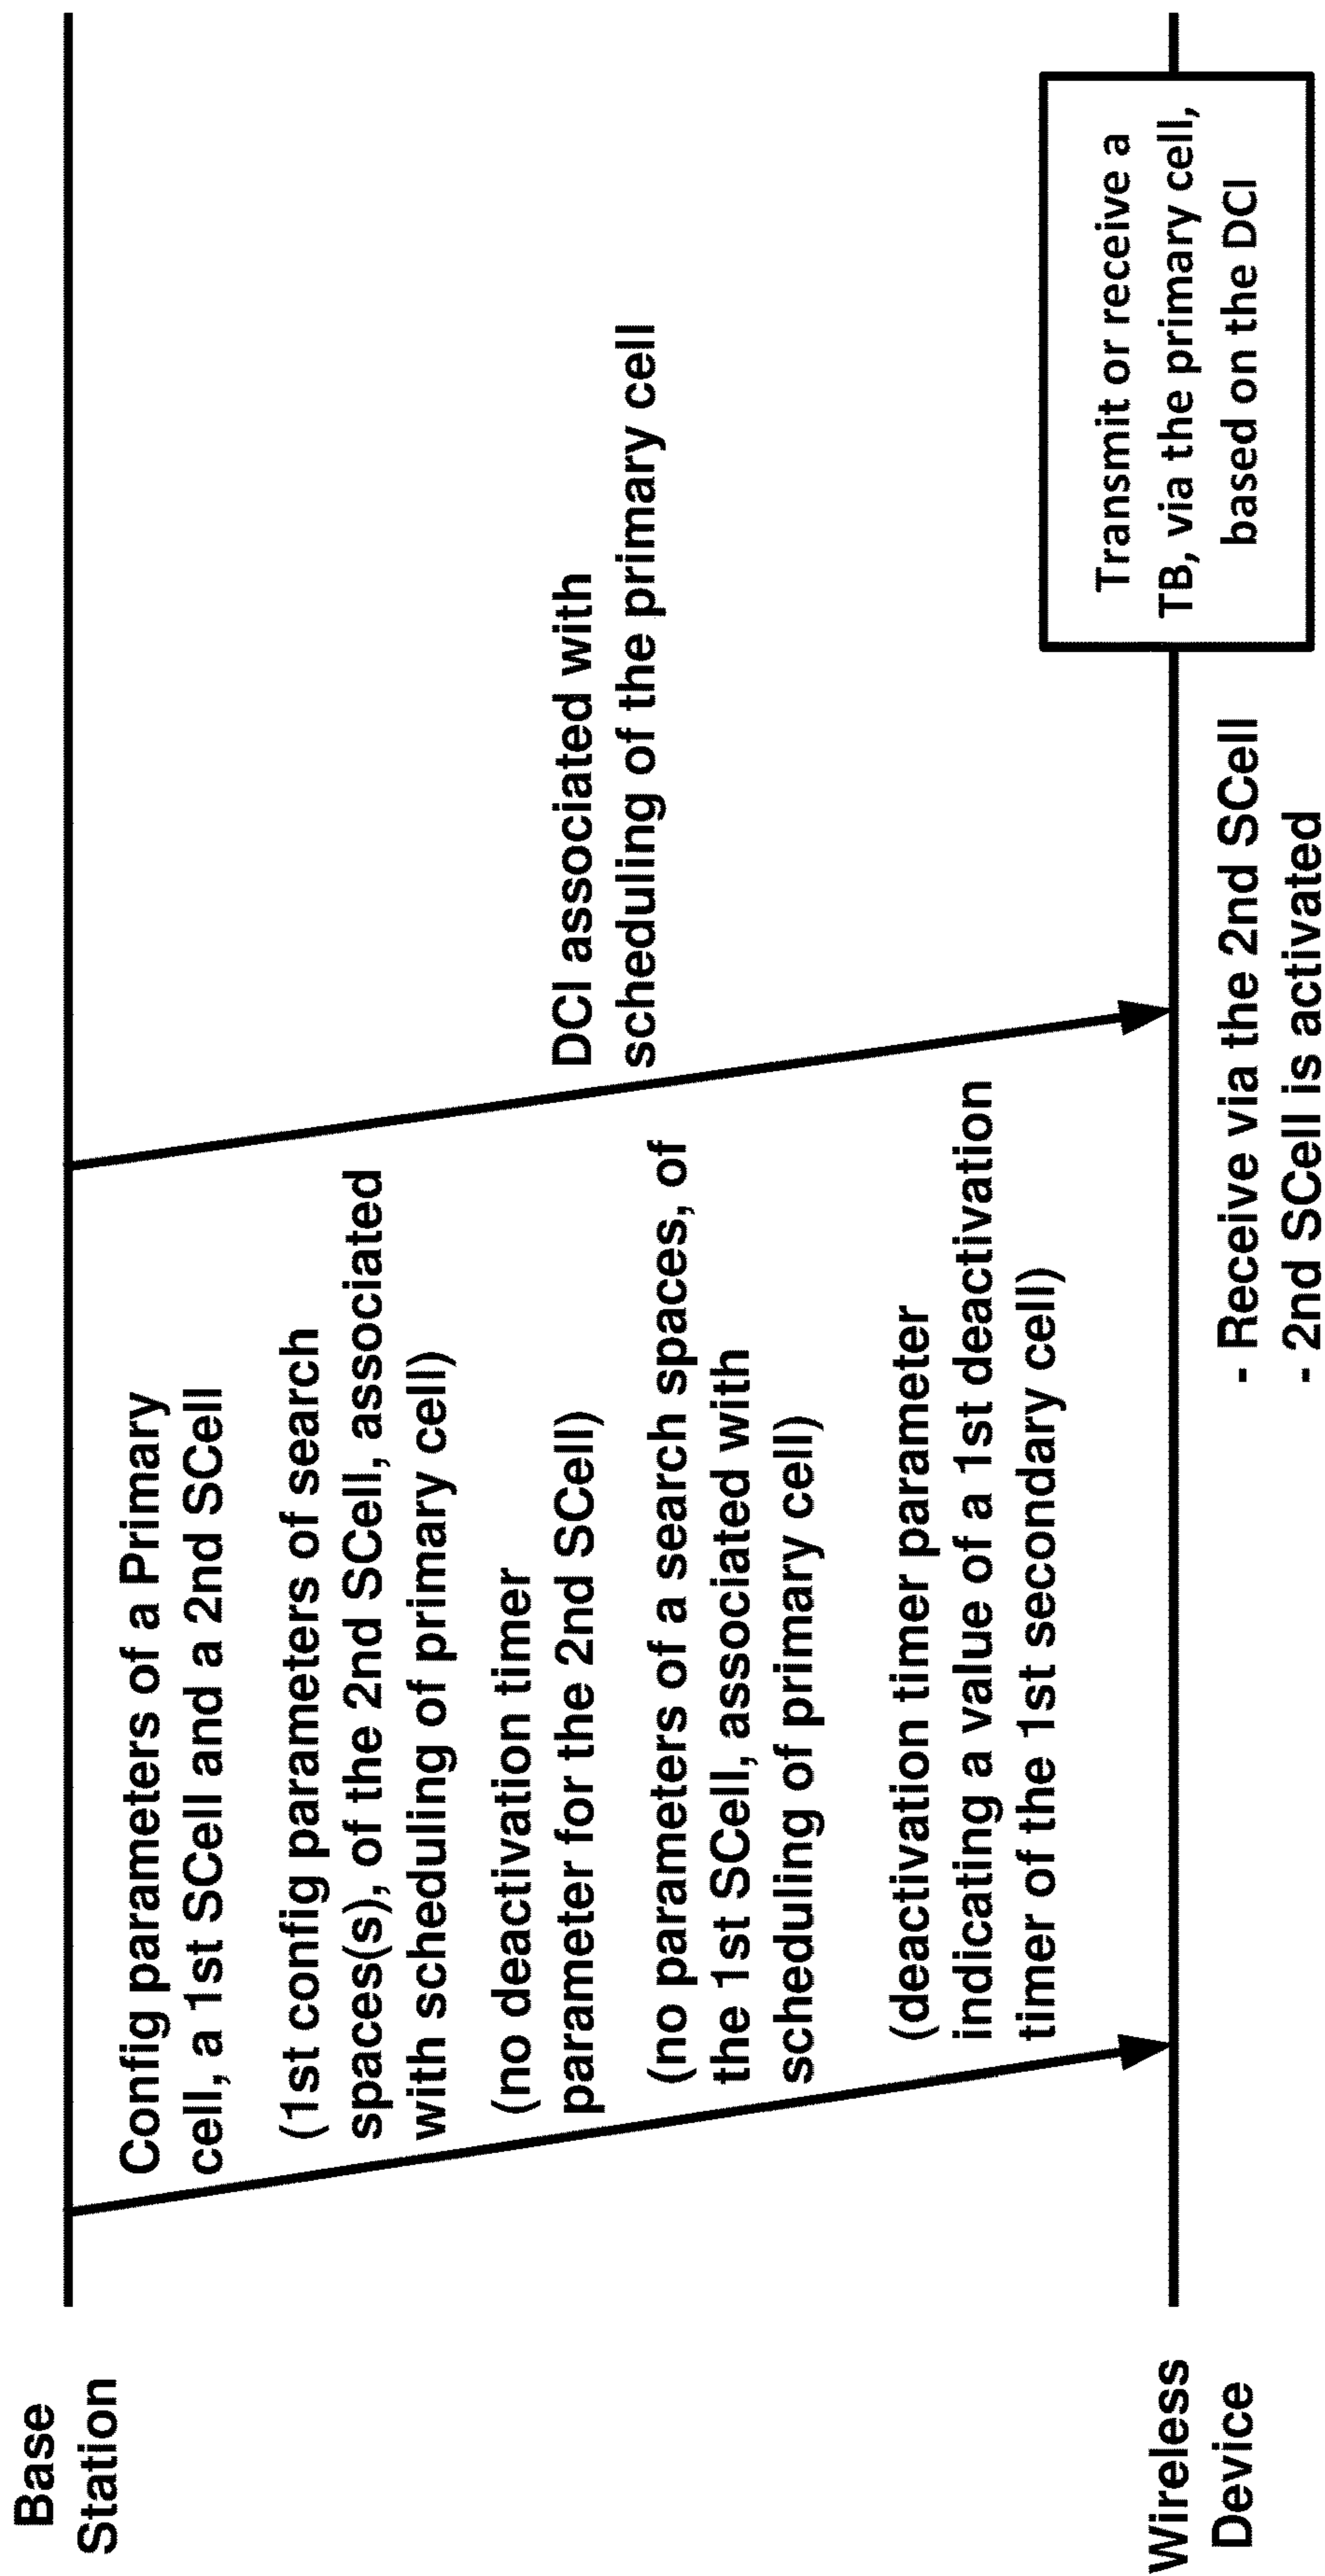 Base
Station
Config parameters of a Primary
cell, a 1st SCell and a 2nd SCell
(1st config parameters of search
spaces(s), of the 2nd SCell, associated
with scheduling of primary cell)
(no deactivation timer
parameter for the 2nd SCell)
(no parameters of a search spaces, of
the 1st SCell, associated with
scheduling of primary cell)
(deactivation timer parameter
indicating a value of a 1st deactivation
timer of the 1st secondary cell)
DCI associated with
scheduling of the primary cell
Transmit or receive a
TB, via the primary cell,
based on the DCI
Wireless
Device
- Receive via the 2nd SCell
- 2nd SCell is activated